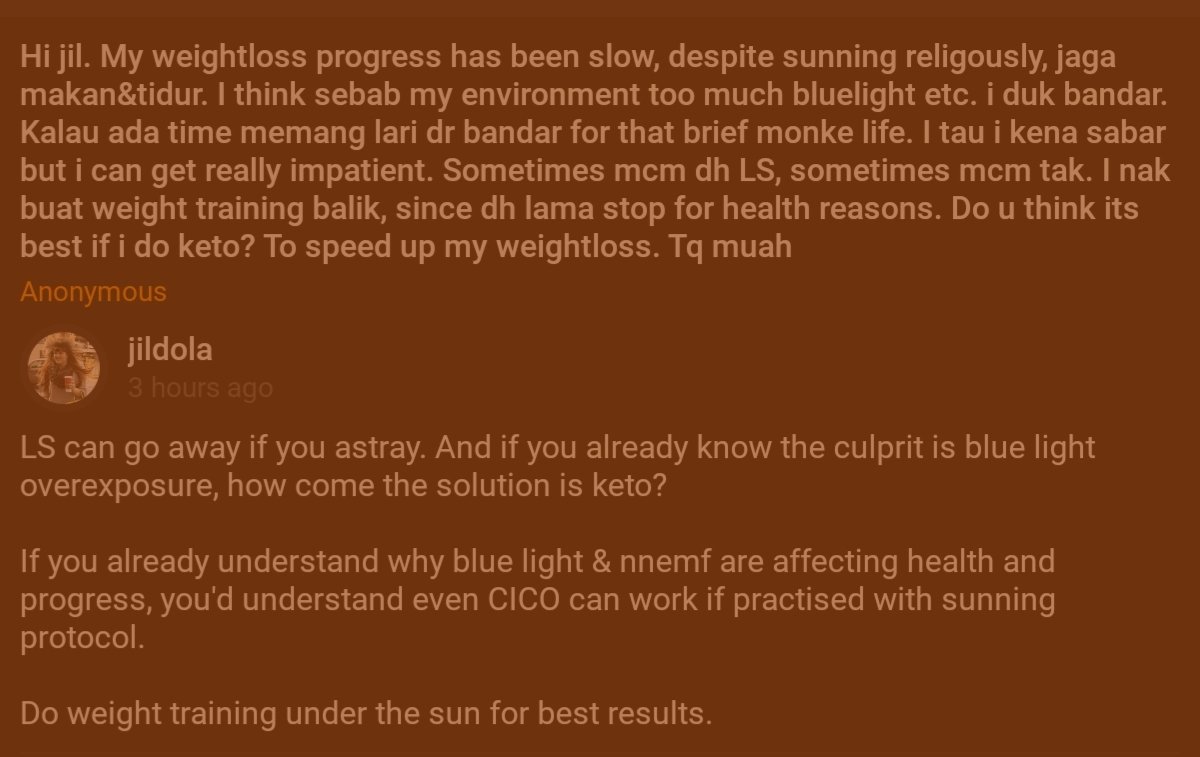 Hi jil. My weightloss progress has been slow, despite sunning religously, jaga
makan&tidur. I think sebab my environment too much bluelight etc. i duk bandar.
Kalau ada time memang lari dr bandar for that brief monke life. I tau i kena sabar
but i can get really impatient. Sometimes mcm dh LS, sometimes mcm tak. I nak
buat weight training balik, since dh lama stop for health reasons. Do u think its
best if i do keto? To speed up my weightloss. Tq muah
Anonymous
jildola
3 hours ago
LS can go away if you astray. And if you already know the culprit is blue light
overexposure, how come the solution is keto?
If you already understand why blue light & nnemf are affecting health and
progress, you'd understand even CICO can work if practised with sunning
protocol.
Do weight training under the sun for best results.